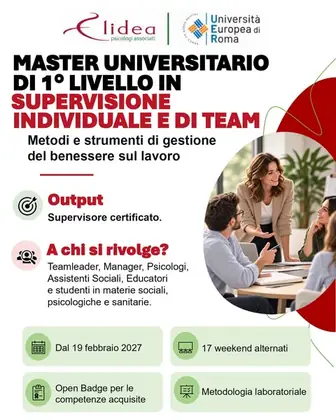 Elidea
psicologi associati
Università
Europea di
Roma
MASTER UNIVERSITARIO
DI 1° LIVELLO IN
SUPERVISIONE
INDIVIDUALE E DI TEAM
Metodi e strumenti di gestione
del benessere sul lavoro
Output
Supervisore certificato.
A chi si rivolge?
Teamleader, Manager, Psicologi,
Assistenti Sociali, Educatori
e studenti in materie sociali,
psicologiche e sanitarie.
Dal 19 febbraio 2027
17 weekend alternati
Open Badge per le
competenze acquisite
Metodologia laboratoriale